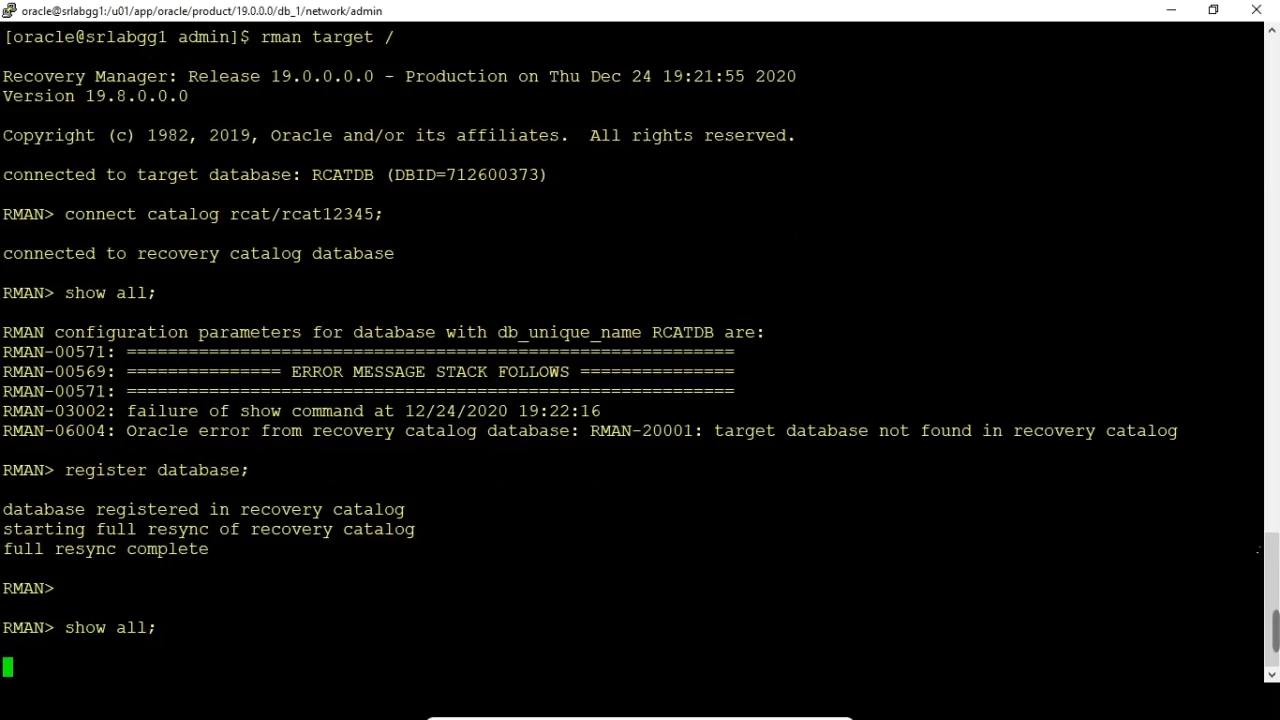 oracle@srlabgg1:/u01/app/oracle/product/19.0.0.0/db_1/network/admin
[oracle@srlabgg1 admin]$ rman target /
Recovery Manager: Release 19.0.0.0.0 - Production on Thu Dec 24 19:21:55 2020
Version 19.8.0.0.0
Copyright (c) 1982, 2019, Oracle and/or its affiliates.  All rights reserved.
connected to target database: RCATDB (DBID=712600373)
RMAN> connect catalog rcat/rcat12345;
connected to recovery catalog database
RMAN> show all;
RMAN configuration parameters for database with db_unique_name RCATDB are:
RMAN-00571: ===========================================================
RMAN-00569: =============== ERROR MESSAGE STACK FOLLOWS ===============
RMAN-00571: ===========================================================
RMAN-03002: failure of show command at 12/24/2020 19:22:16
RMAN-06004: Oracle error from recovery catalog database: RMAN-20001: target database not found in recovery catalog
RMAN> register database;
database registered in recovery catalog
starting full resync of recovery catalog
full resync complete
RMAN>
RMAN> show all;